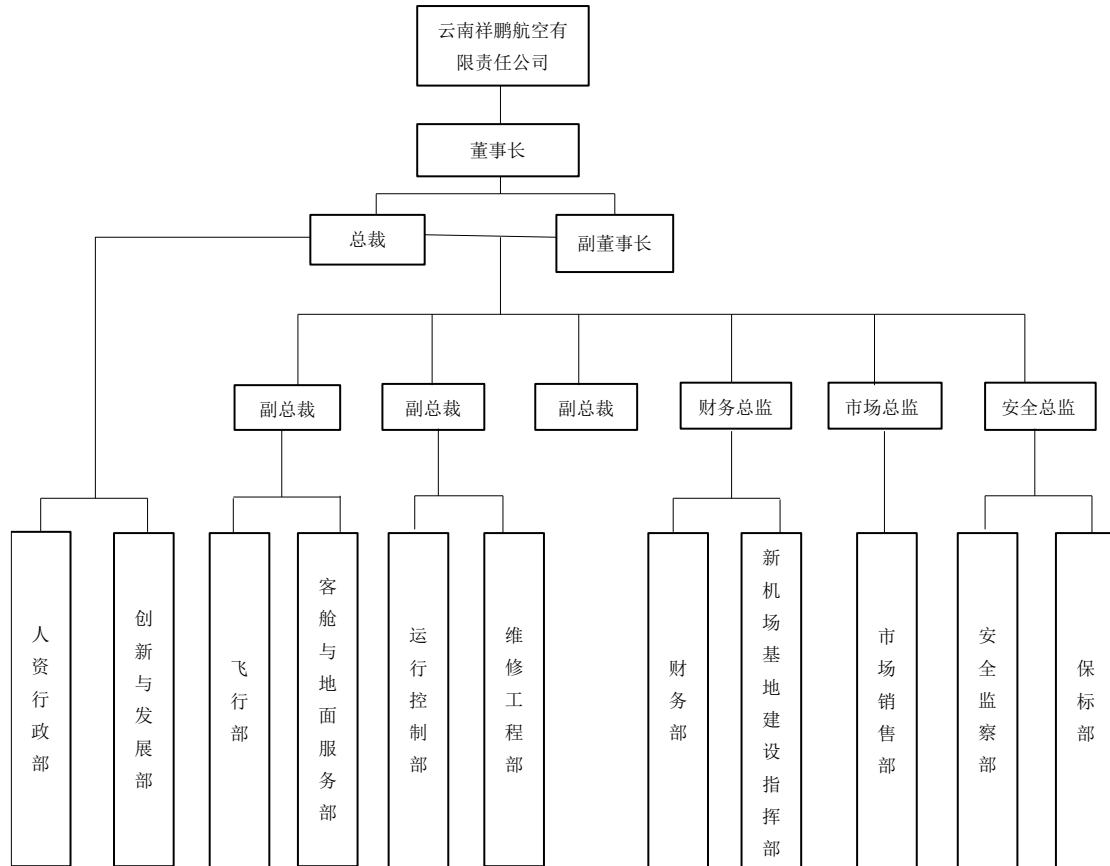 云南祥鹏航空有
限责任公司
董事长
总裁
副董事长
副总裁
副总裁
副总裁
财务总监
市场总监
安全总监
人资行政部
创新与发展部
飞行部
客舱与地面服务部
运行控制部
维修工程部
财务部
新机场基地建设指挥部
市场销售部
安全监察部
保标部